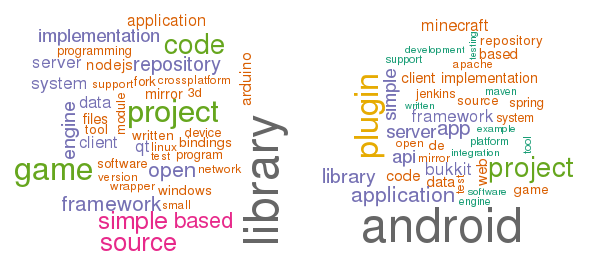 application
implementation
code
programming
server
nodejs
repository
system
support
fork
crossplatform
arduino
mirror
3d
data
module
project
files
engine
tool
written
device
client
qt
linux
bindings
test
program
library
game
software
open
network
version
wrapper
windows
framework
small
simple
based
source
minecraft
development
testing
repository
support
based
apache
plugin
simple
client
implementation
jenkins
maven
written
source
spring
framework
system
server
app
example
open
de
platform
tool
api
mirror
integration
library
code
bukkit
web
project
data
test
application
software
game
engine
android